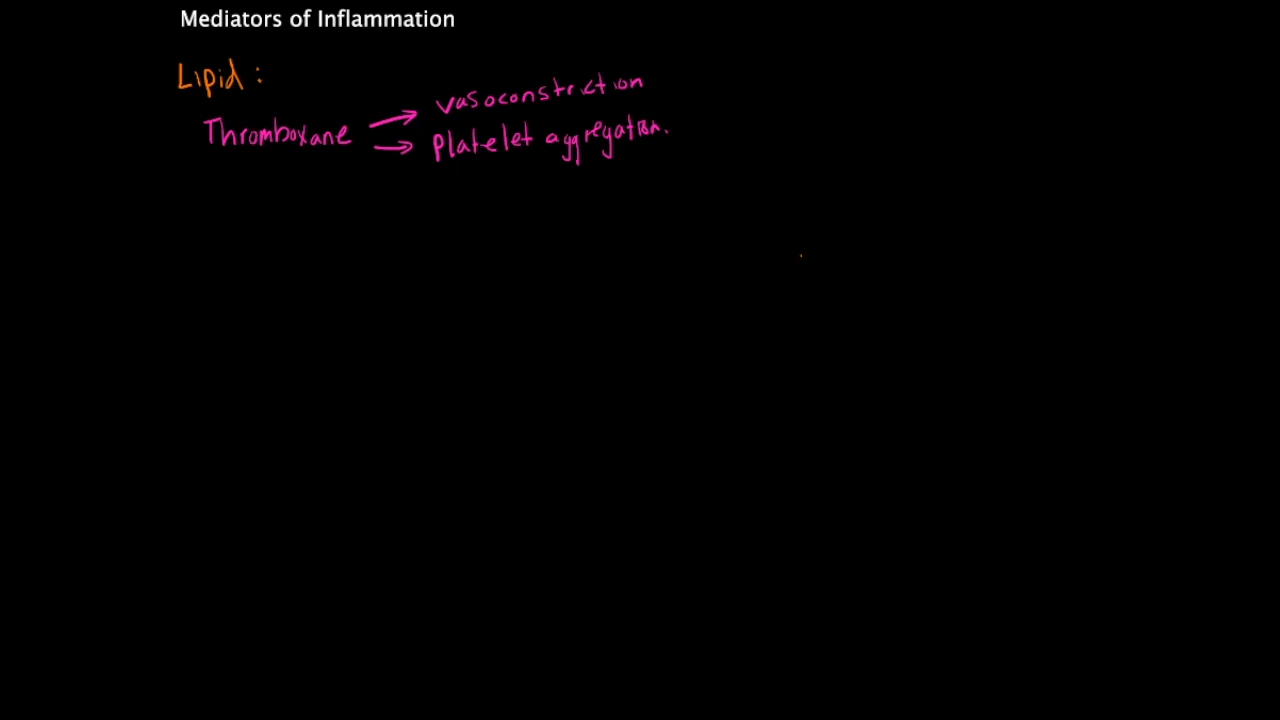 Mediators of Inflammation
Lipid :
Thromboxane → vasoconstriction
→ Platelet aggregation.